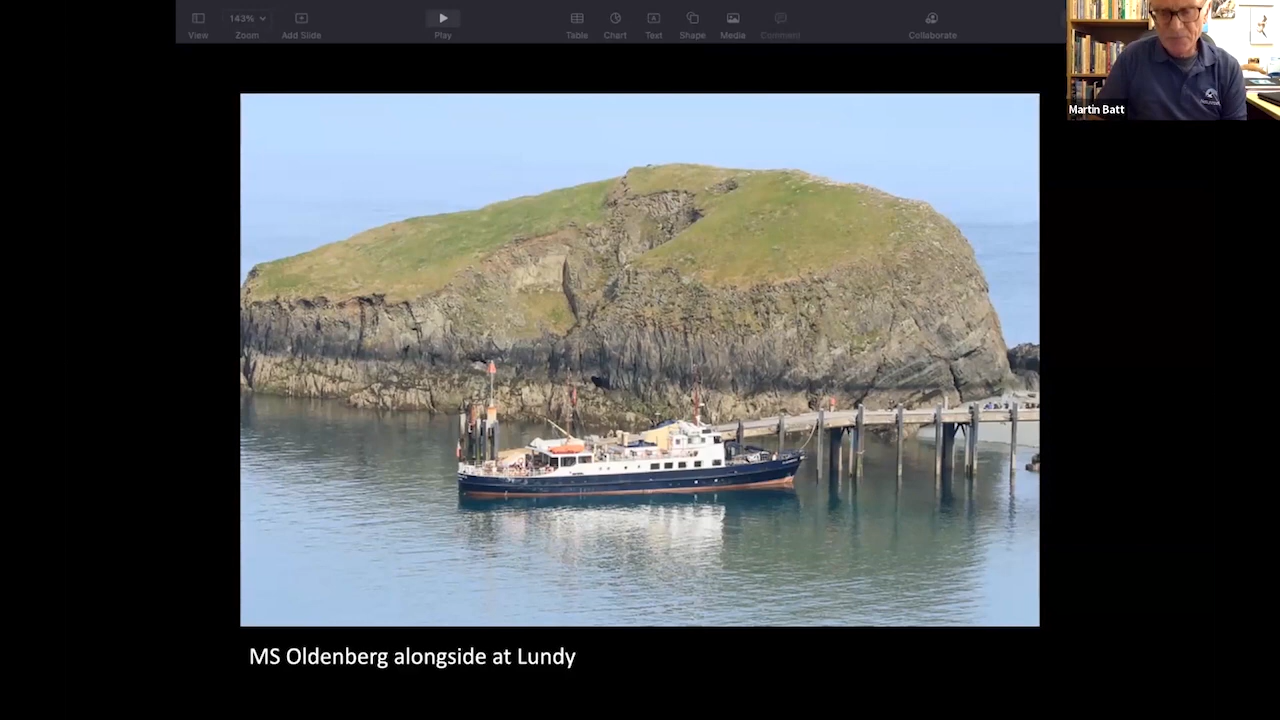 View
143%
Zoom
Add Slide
Play
Table
Chart
Text
Shape
Media
Comment
Collaborate
Martin Batt
MS Oldenberg alongside at Lundy